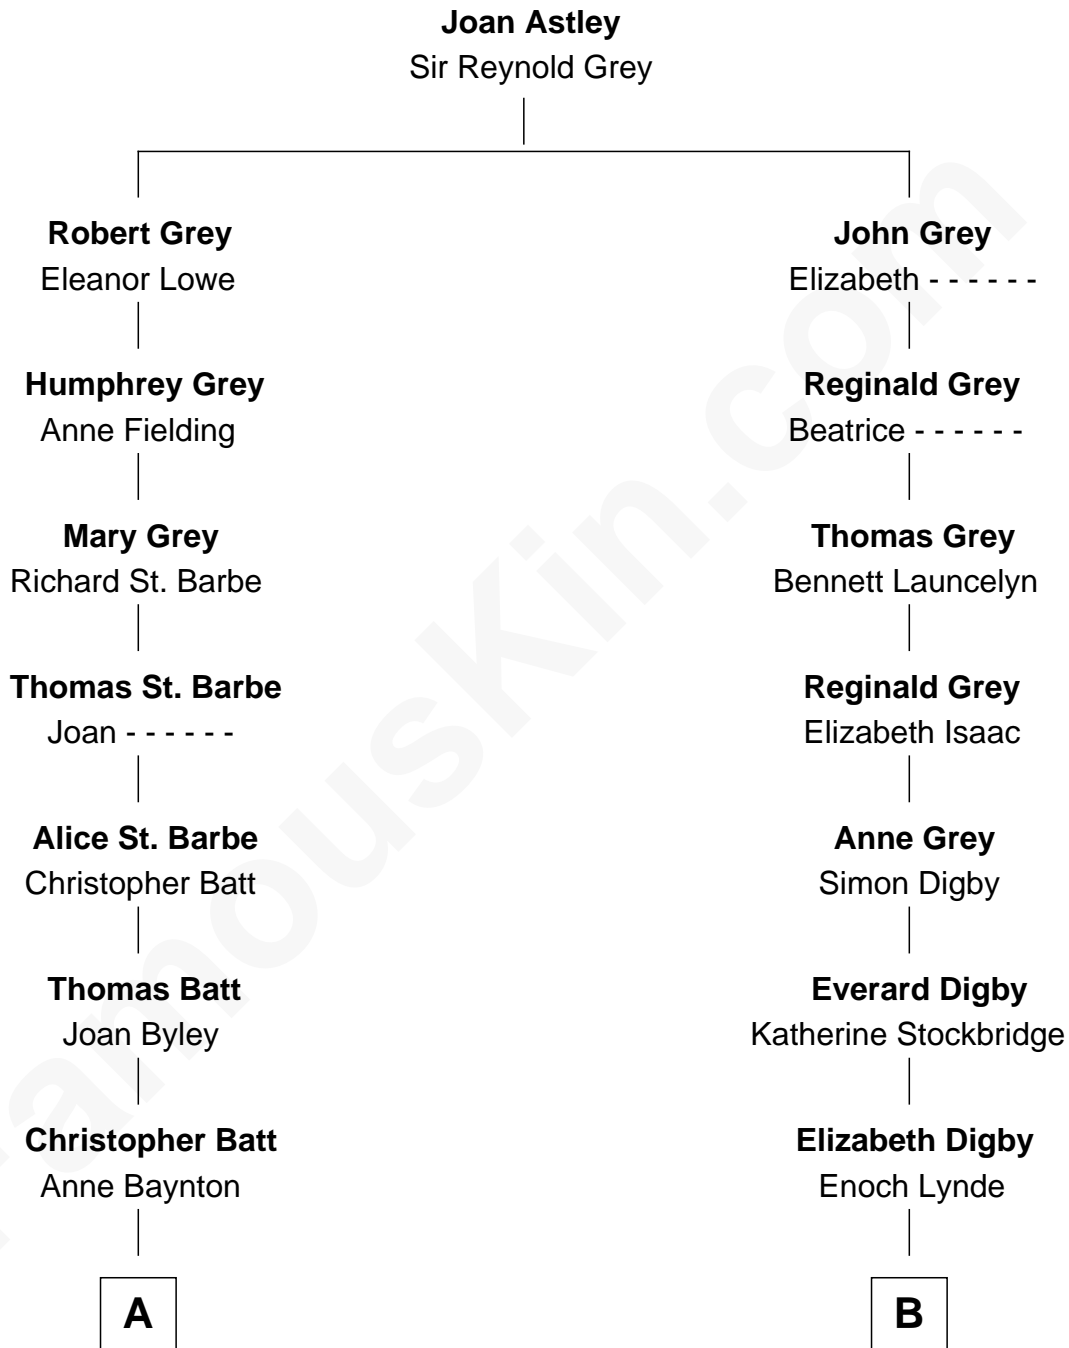 Joan Astley
Sir Reynold Grey
Robert Grey
Eleanor Lowe
Humphrey Grey
Anne Fielding
Mary Grey
Richard St. Barbe
Thomas St. Barbe
Joan - - - - - -
Alice St. Barbe
Christopher Batt
Thomas Batt
Joan Byley
Christopher Batt
Anne Baynton
A
John Grey
Elizabeth - - - - - -
Reginald Grey
Beatrice - - - - - -
Thomas Grey
Bennett Launcelyn
Reginald Grey
Elizabeth Isaac
Anne Grey
Simon Digby
Everard Digby
Katherine Stockbridge
Elizabeth Digby
Enoch Lynde
B
FamousKin.com